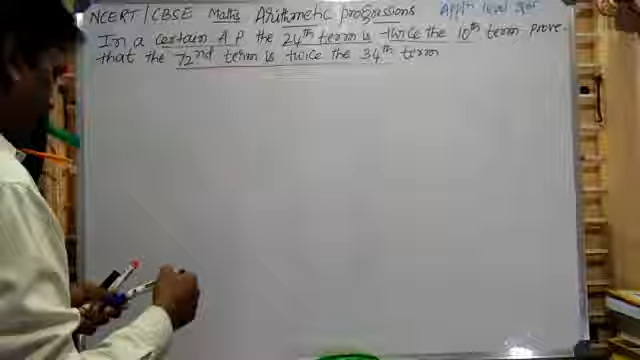 NCERT/CBSE Maths Arithmetic progressions
In a certain A P the 24th term is twice the 10th term prove
that the 72nd term is twice the 34th term